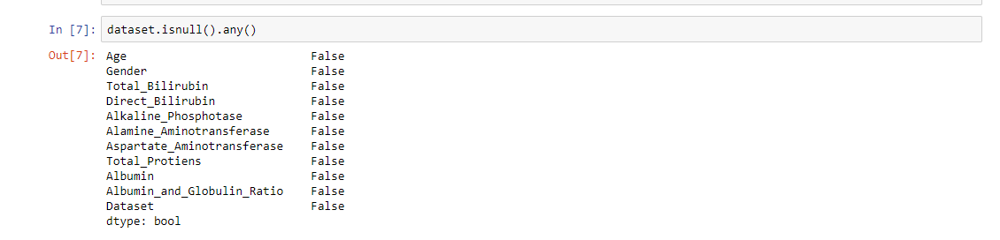 In [7]: dataset.isnull().any()
Out[7]: Age False
Gender False
Total_Bilirubin False
Direct_Bilirubin False
Alkaline_Phosphotase False
Alamine_Aminotransferase False
Aspartate_Aminotransferase False
Total_Protiens False
Albumin False
Albumin_and_Globulin_Ratio False
Dataset False
dtype: bool